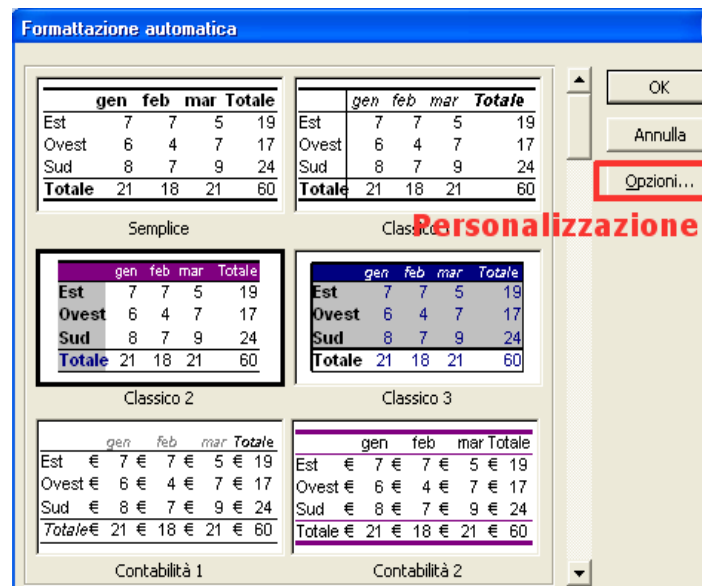 Formattazione automatica
gen feb mar Totale
Est 7 7 5 19
Ovest 6 4 7 17
Sud 8 7 9 24
Totale 21 18 21 60
Semplice
gen feb mar Totale
Est 7 7 5 19
Ovest 6 4 7 17
Sud 8 7 9 24
Totale 21 18 21 60
Classico
OK
Annulla
Opzioni...
Personalizzazione
gen feb mar Totale
Est 7 7 5 19
Ovest 6 4 7 17
Sud 8 7 9 24
Totale 21 18 21 60
Classico 2
gen feb mar Totale
Est 7 7 5 19
Ovest 6 4 7 17
Sud 8 7 9 24
Totale 21 18 21 60
Classico 3
gen feb mar Totale
Est € 7 € 7 € 5 € 19
Ovest € 6 € 4 € 7 € 17
Sud € 8 € 7 € 9 € 24
Totale € 21 € 18 € 21 € 60
Contabilità 1
gen feb mar Totale
Est € 7 € 7 € 5 € 19
Ovest € 6 € 4 € 7 € 17
Sud € 8 € 7 € 9 € 24
Totale € 21 € 18 € 21 € 60
Contabilità 2